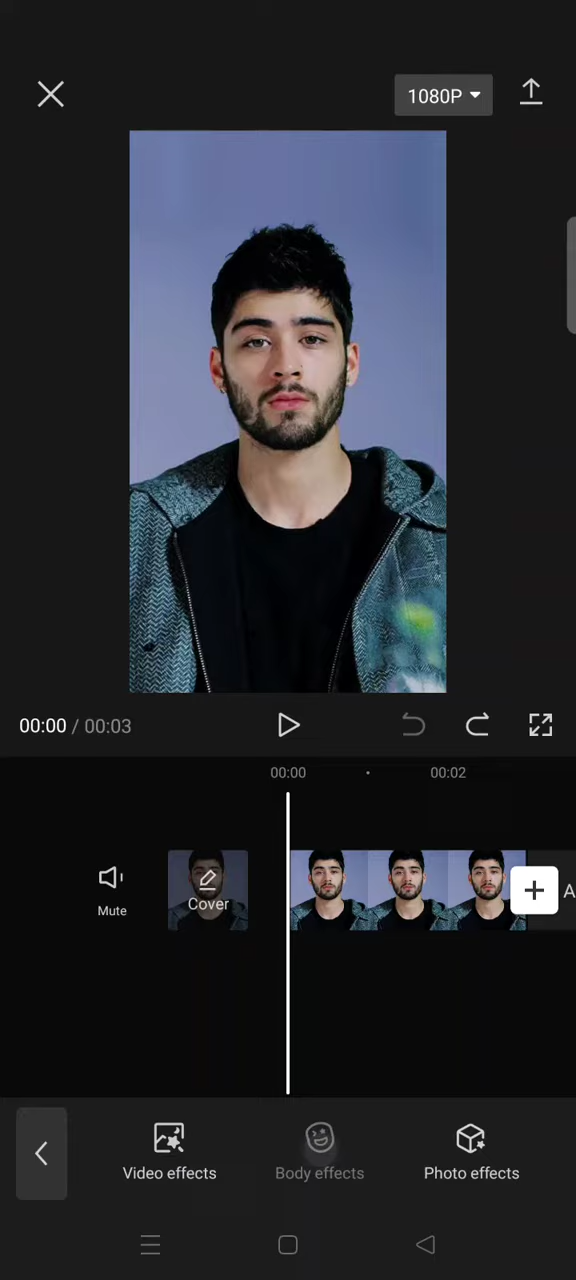 1080P
00:00 / 00:03
00:00
00:02
Mute
Cover
A
Video effects
Body effects
Photo effects